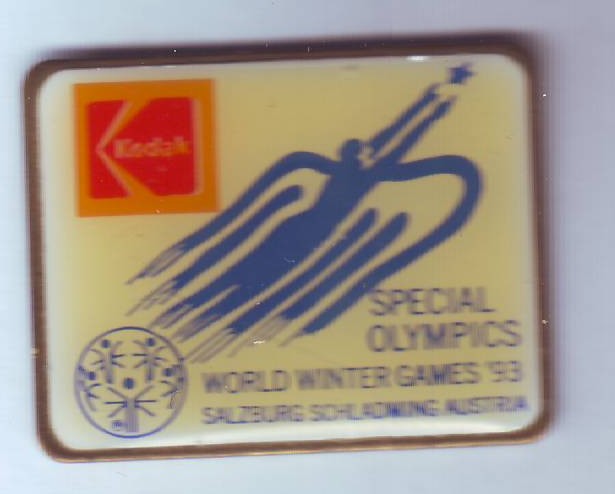 Kodak
SPECIAL
OLYMPICS
WORLD WINTER GAMES '93
SALZBURG SCHLADMING AUSTRIA